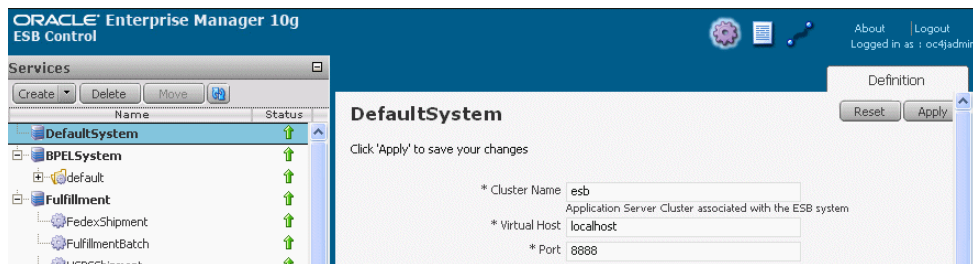 ORACLE Enterprise Manager 10g
ESB Control
About | Logout
Logged in as : oc4jadmin
Services
Create Delete Move
Name Status
DefaultSystem
BPELSystem
default
Fulfillment
FedexShipment
FulfillmentBatch
USPSShipment
Definition
DefaultSystem
Reset Apply
Click 'Apply' to save your changes
* Cluster Name esb
Application Server Cluster associated with the ESB system
* Virtual Host localhost
* Port 8888